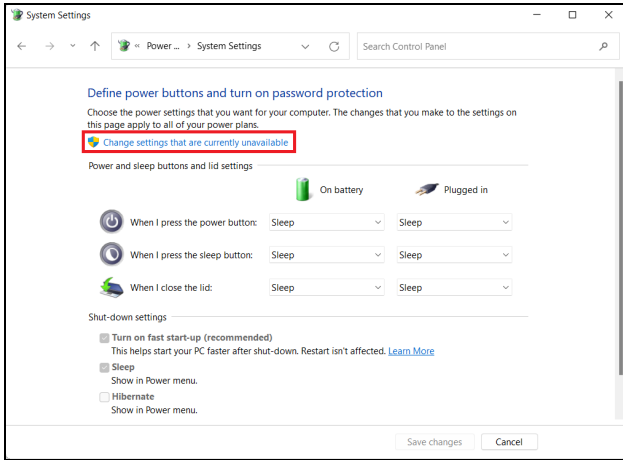 System Settings
« Power ... > System Settings
Search Control Panel
Define power buttons and turn on password protection
Choose the power settings that you want for your computer. The changes that you make to the settings on
this page apply to all of your power plans.
Change settings that are currently unavailable
Power and sleep buttons and lid settings
On battery Plugged in
When I press the power button: Sleep Sleep
When I press the sleep button: Sleep Sleep
When I close the lid: Sleep Sleep
Shut-down settings
Turn on fast start-up (recommended)
This helps start your PC faster after shut-down. Restart isn't affected. Learn More
Sleep
Show in Power menu.
Hibernate
Show in Power menu.
Save changes Cancel